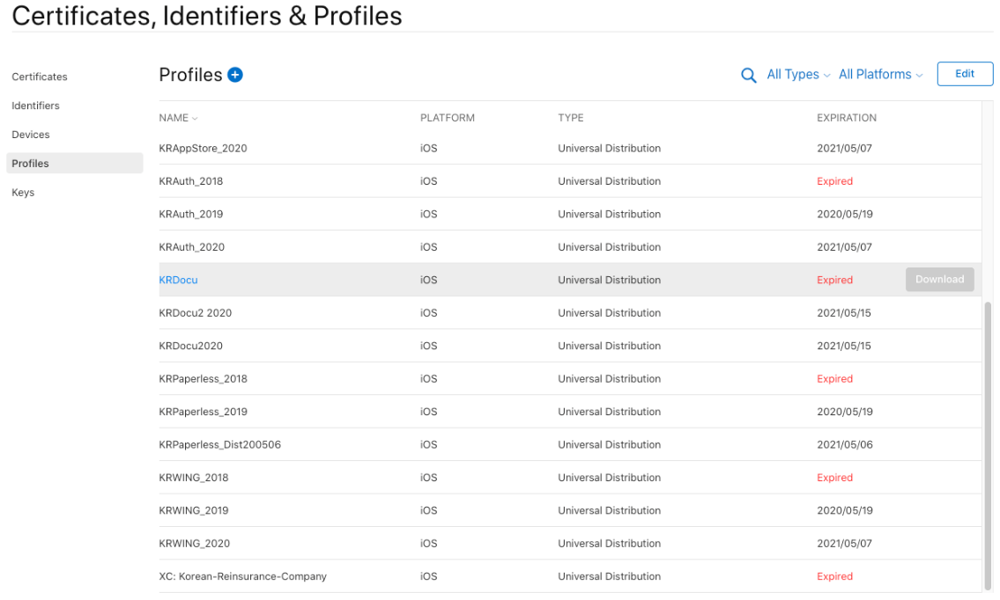 Certificates, Identifiers & Profiles
Certificates
Identifiers
Devices
Profiles
Keys
Profiles
All Types All Platforms Edit
NAME PLATFORM TYPE EXPIRATION
KRAppStore_2020 iOS Universal Distribution 2021/05/07
KRAuth_2018 iOS Universal Distribution Expired
KRAuth_2019 iOS Universal Distribution 2020/05/19
KRAuth_2020 iOS Universal Distribution 2021/05/07
KRDocu iOS Universal Distribution Expired Download
KRDocu2 2020 iOS Universal Distribution 2021/05/15
KRDocu2020 iOS Universal Distribution 2021/05/15
KRPaperless_2018 iOS Universal Distribution Expired
KRPaperless_2019 iOS Universal Distribution 2020/05/19
KRPaperless_Dist200506 iOS Universal Distribution 2021/05/06
KRWING_2018 iOS Universal Distribution Expired
KRWING_2019 iOS Universal Distribution 2020/05/19
KRWING_2020 iOS Universal Distribution 2021/05/07
XC: Korean-Reinsurance-Company iOS Universal Distribution Expired